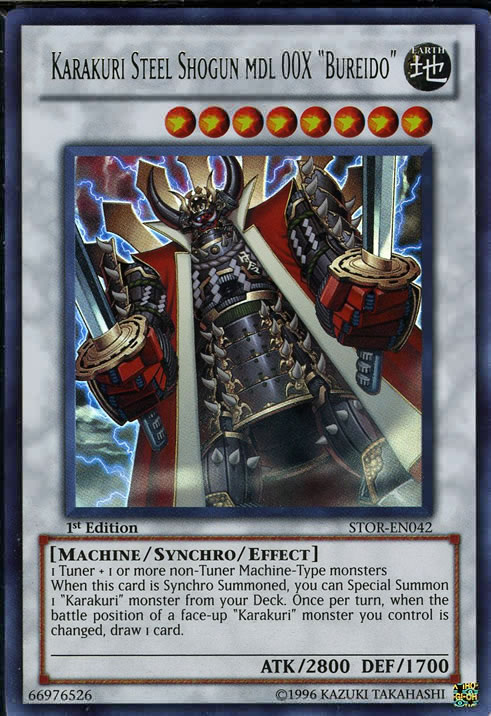 KARAKURI STEEL SHOGUN MDL 00X "BUREIDO"
EARTH
地
1st Edition
STOR-EN042
[MACHINE/SYNCHRO/EFFECT]
1 Tuner + 1 or more non-Tuner Machine-Type monsters
When this card is Synchro Summoned, you can Special Summon
1 "Karakuri" monster from your Deck. Once per turn, when the
battle position of a face-up "Karakuri" monster you control is
changed, draw 1 card.
ATK/2800 DEF/1700
66976526
©1996 KAZUKI TAKAHASHI